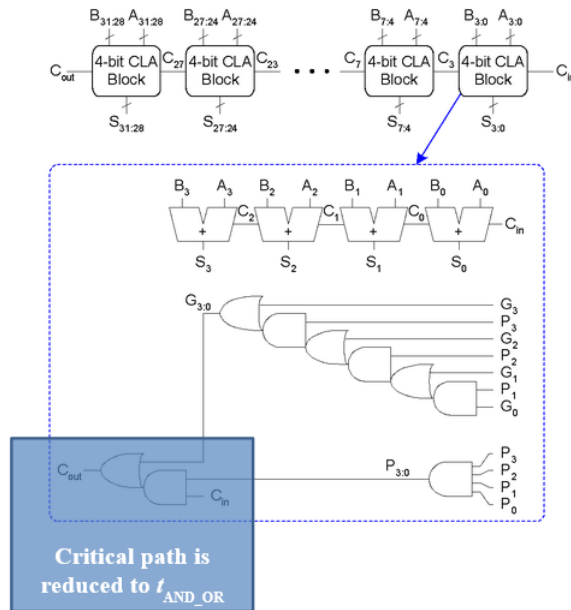 B31:28 A31:28 B27:24 A27:24 B7:4 A7:4 B3:0 A3:0
Cout 4-bit CLA Block C27 4-bit CLA Block C23 C7 4-bit CLA Block C3 4-bit CLA Block Cin
S31:28 S27:24 S7:4 S3:0
B3 A3 B2 A2 B1 A1 B0 A0
+ C2 + C1 + C0 + Cin
S3 S2 S1 S0
G3:0
G3
P3
G2
P2
G1
P1
G0
P3:0
P3
P2
P1
P0
Cout
Cin
Critical path is
reduced to tAND_OR